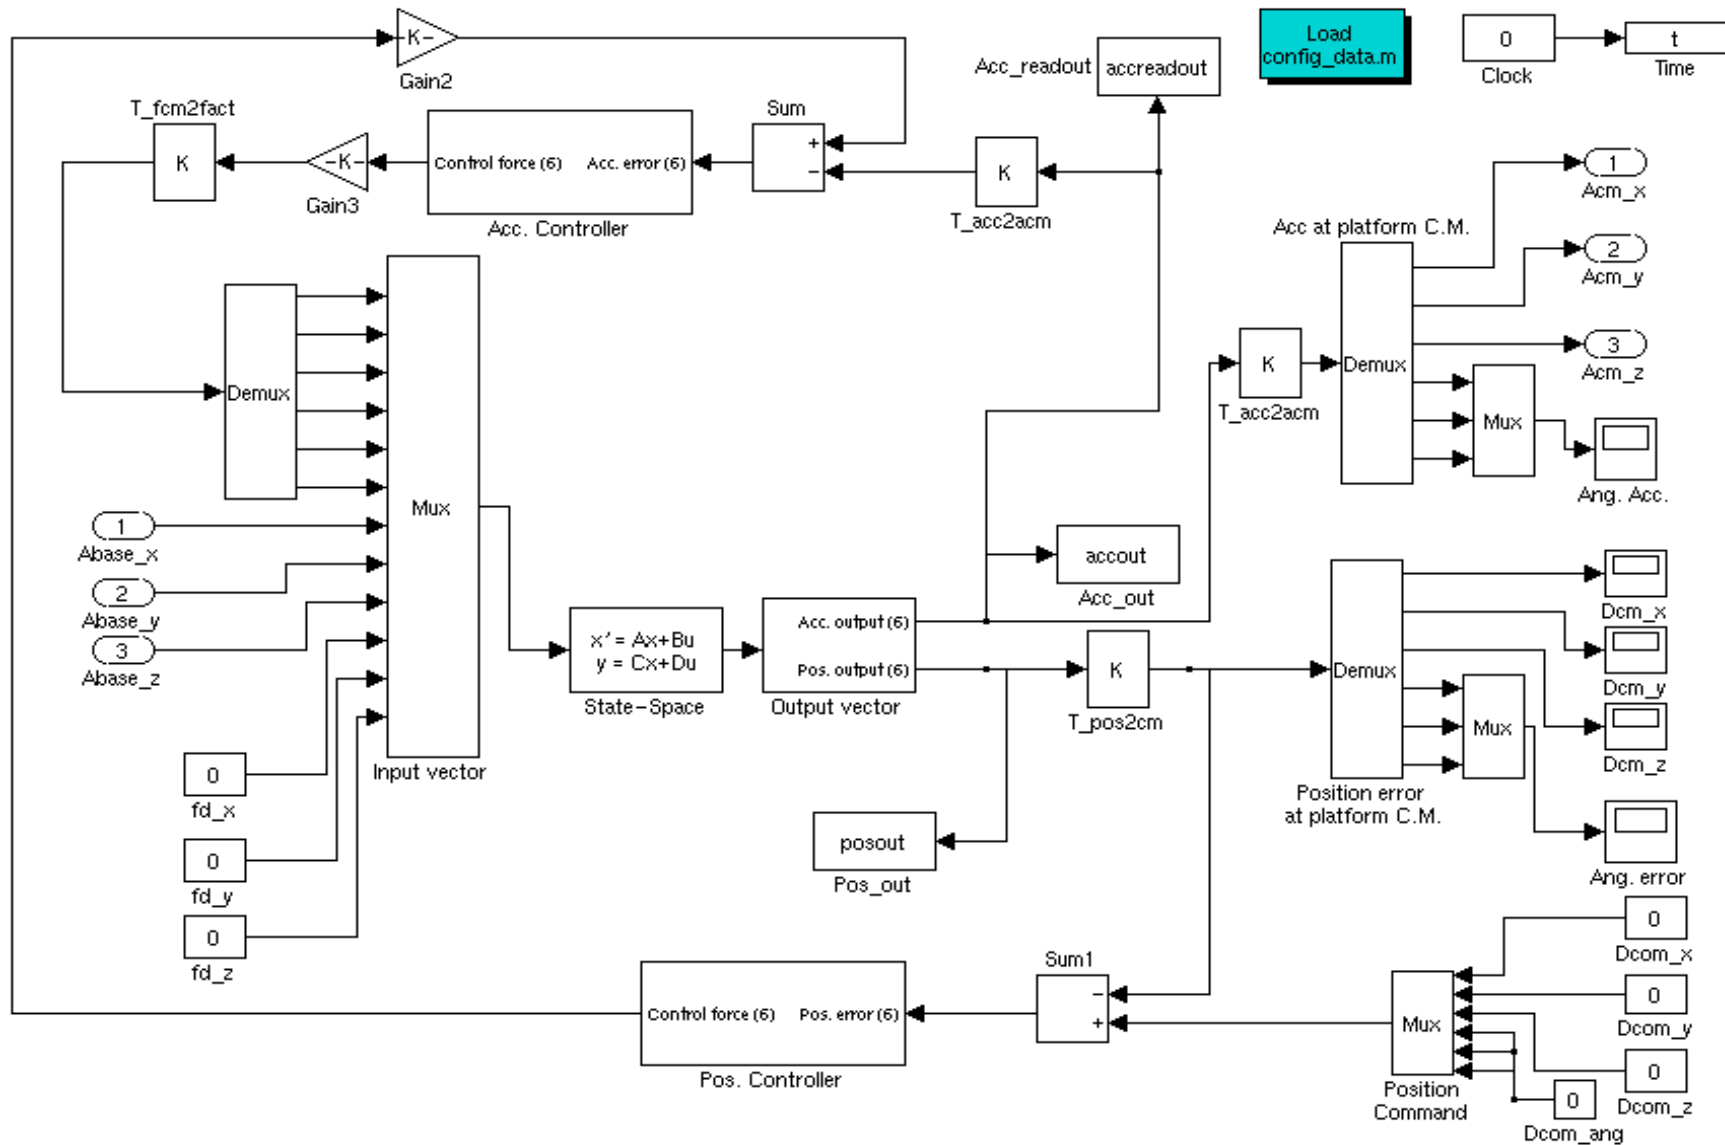 -K-
Gain2
Acc_readout
accreadout
Load
config_data.m
0
Clock
t
Time
T_fcm2fact
K
-K-
Gain3
Control force (6)
Acc. error (6)
Acc. Controller
Sum
+
−
K
T_acc2acm
1
Acm_x
2
Acm_y
3
Acm_z
Acc at platform C.M.
Demux
K
T_acc2acm
Mux
Ang. Acc.
Demux
Mux
Input vector
1
Abase_x
2
Abase_y
3
Abase_z
0
fd_x
0
fd_y
0
fd_z
x' = Ax+Bu
y = Cx+Du
State-Space
Acc. output (6)
Pos. output (6)
Output vector
accout
Acc_out
K
T_pos2cm
posout
Pos_out
Demux
Position error
at platform C.M.
Mux
Dcm_x
Dcm_y
Dcm_z
Ang. error
Control force (6)
Pos. error (6)
Pos. Controller
Sum1
−
+
Mux
Position
Command
0
Dcom_x
0
Dcom_y
0
Dcom_z
0
Dcom_ang